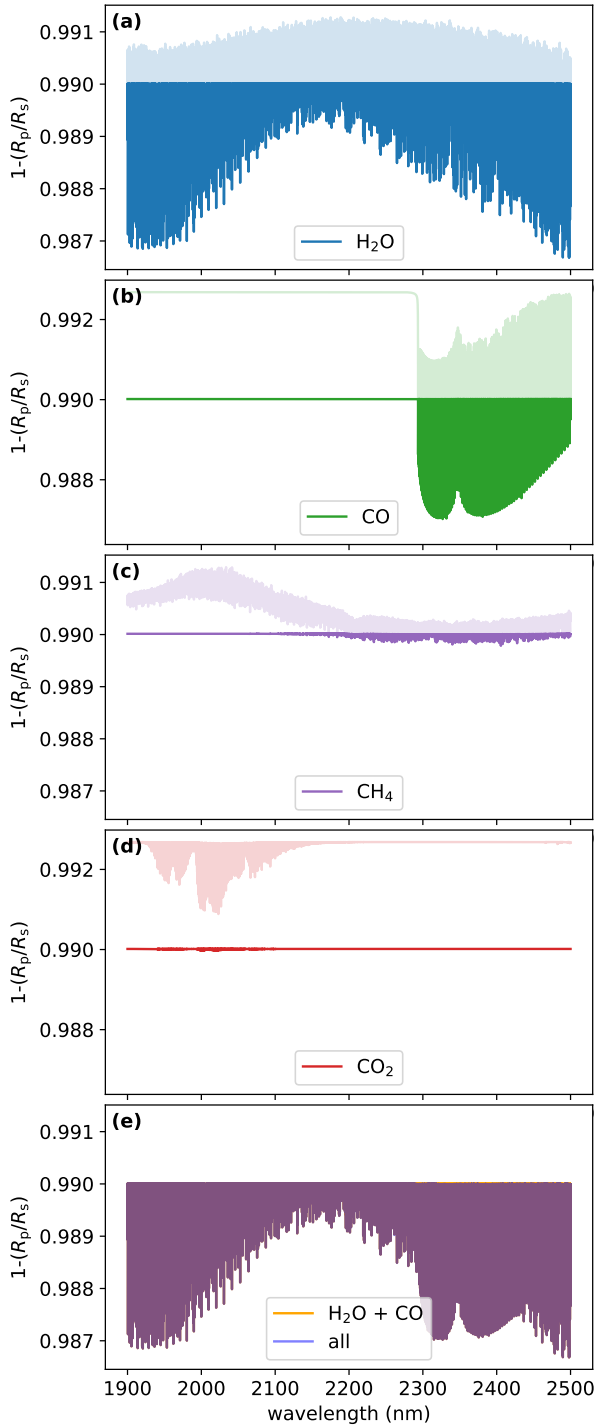 (a)
0.991
0.990
0.989
0.988
0.987
1-(Rₚ/Rₛ)
H₂O
(b)
0.992
0.990
0.988
1-(Rₚ/Rₛ)
CO
(c)
0.991
0.990
0.989
0.988
0.987
1-(Rₚ/Rₛ)
CH₄
(d)
0.992
0.990
0.988
1-(Rₚ/Rₛ)
CO₂
(e)
0.991
0.990
0.989
0.988
0.987
1-(Rₚ/Rₛ)
H₂O + CO
all
1900 2000 2100 2200 2300 2400 2500
wavelength (nm)